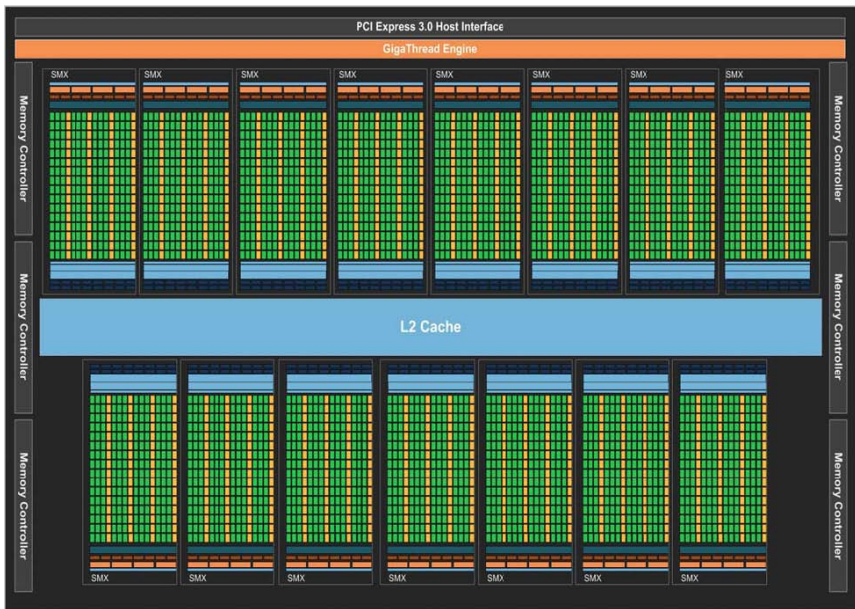 PCI Express 3.0 Host Interface
GigaThread Engine
SMX
SMX
SMX
SMX
SMX
SMX
SMX
SMX
Memory Controller
Memory Controller
Memory Controller
Memory Controller
L2 Cache
Memory Controller
Memory Controller
SMX
SMX
SMX
SMX
SMX
SMX
SMX